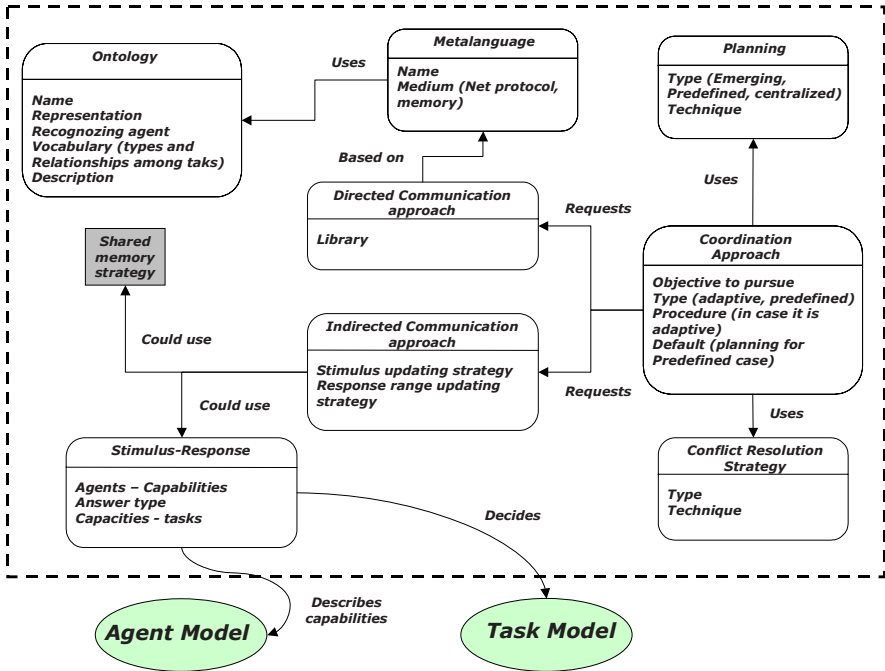 Ontology
Name
Representation
Recognozing agent
Vocabulary (types and
Relationships among taks)
Description
Uses
Metalanguage
Name
Medium (Net protocol,
memory)
Planning
Type (Emerging,
Predefined, centralized)
Technique
Based on
Uses
Directed Communication
approach
Library
Requests
Shared
memory
strategy
Coordination
Approach
Objective to pursue
Type (adaptive, predefined)
Procedure (in case it is
adaptive)
Default (planning for
Predefined case)
Could use
Indirected Communication
approach
Stimulus updating strategy
Response range updating
strategy
Requests
Could use
Uses
Stimulus-Response
Agents – Capabilities
Answer type
Capacities - tasks
Conflict Resolution
Strategy
Type
Technique
Decides
Describes
capabilities
Agent Model
Task Model